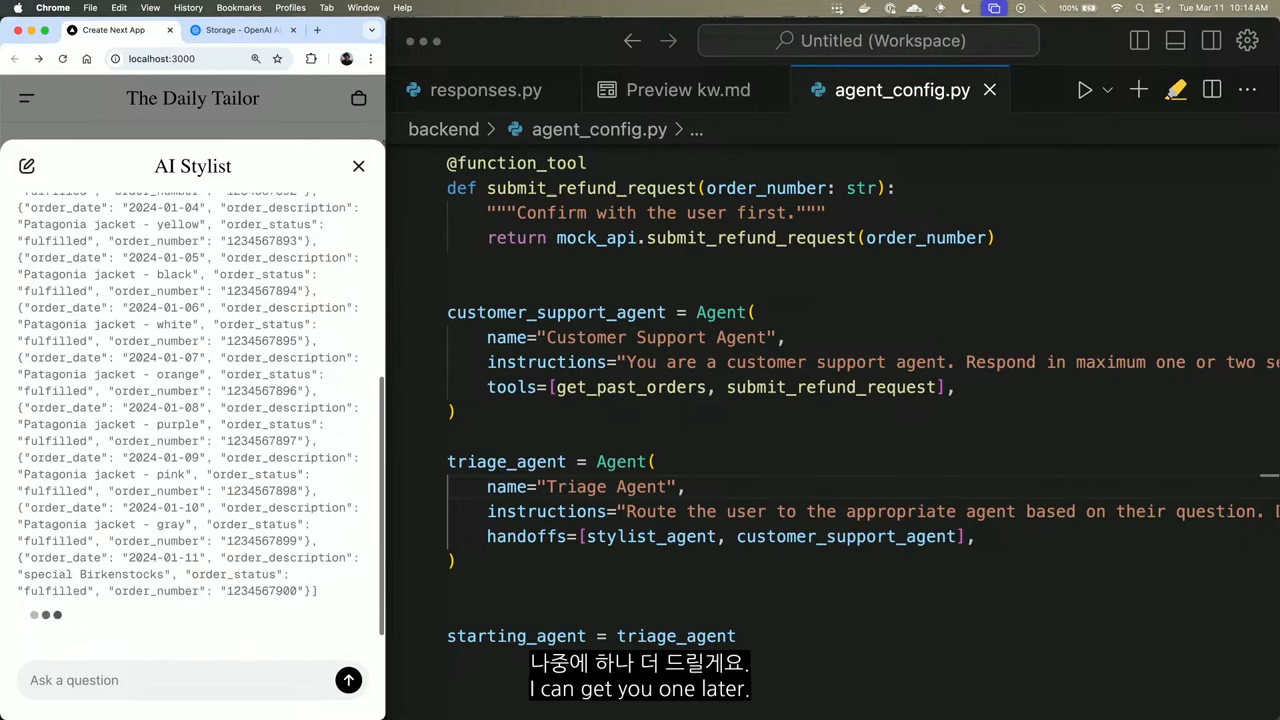 Chrome File Edit View History Bookmarks Profiles Tab Window Help
100% Tue Mar 11 10:14 AM
Create Next App
Storage - OpenAI A
localhost:3000
The Daily Tailor
AI Stylist
{"order_date": "2024-01-04", "order_description":
"Patagonia jacket - yellow", "order_status":
"fulfilled", "order_number": "1234567893"},
{"order_date": "2024-01-05", "order_description":
"Patagonia jacket - black", "order_status":
"fulfilled", "order_number": "1234567894"},
{"order_date": "2024-01-06", "order_description":
"Patagonia jacket - white", "order_status":
"fulfilled", "order_number": "1234567895"},
{"order_date": "2024-01-07", "order_description":
"Patagonia jacket - orange", "order_status":
"fulfilled", "order_number": "1234567896"},
{"order_date": "2024-01-08", "order_description":
"Patagonia jacket - purple", "order_status":
"fulfilled", "order_number": "1234567897"},
{"order_date": "2024-01-09", "order_description":
"Patagonia jacket - pink", "order_status":
"fulfilled", "order_number": "1234567898"},
{"order_date": "2024-01-10", "order_description":
"Patagonia jacket - gray", "order_status":
"fulfilled", "order_number": "1234567899"},
{"order_date": "2024-01-11", "order_description":
"special Birkenstocks", "order_status":
"fulfilled", "order_number": "1234567900"}]
Ask a question
Untitled (Workspace)
responses.py
Preview kw.md
agent_config.py
backend > agent_config.py > ...
@function_tool
def submit_refund_request(order_number: str):
"""Confirm with the user first."""
return mock_api.submit_refund_request(order_number)
customer_support_agent = Agent(
name="Customer Support Agent",
instructions="You are a customer support agent. Respond in maximum one or two se
tools=[get_past_orders, submit_refund_request],
)
triage_agent = Agent(
name="Triage Agent",
instructions="Route the user to the appropriate agent based on their question. D
handoffs=[stylist_agent, customer_support_agent],
)
starting_agent = triage_agent
나중에 하나 더 드릴게요.
I can get you one later.